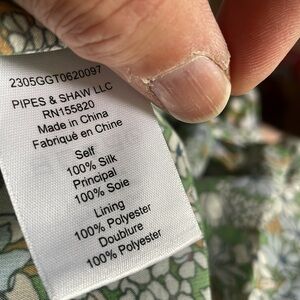 2305GGT0620097
PIPES & SHAW LLC
RN155820
Made in China
Fabriqué en Chine
Self
100% Silk
Principal
100% Soie
Lining
100% Polyester
Doublure
100% Polyester